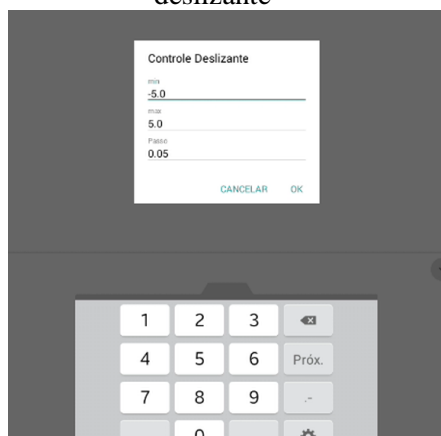 deslizante
Controle Deslizante
min
-5.0
max
5.0
Passo
0.05
CANCELAR OK
1 2 3
4 5 6 Próx.
7 8 9 .-
0